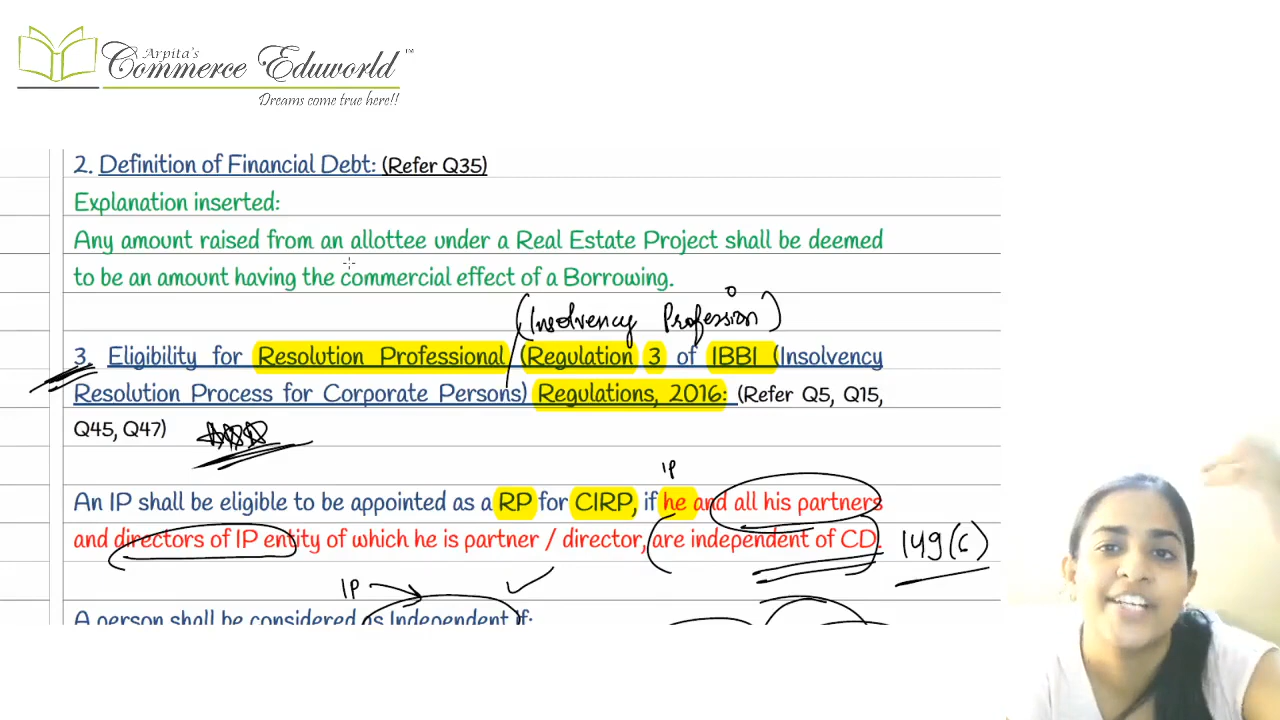 Arpita's
Commerce Eduworld™
Dreams come true here!!
2. Definition of Financial Debt: (Refer Q35)
Explanation inserted:
Any amount raised from an allottee under a Real Estate Project shall be deemed
to be an amount having the commercial effect of a Borrowing.
(Insolvency Profession)
3. Eligibility for Resolution Professional (Regulation 3 of IBBI (Insolvency
Resolution Process for Corporate Persons) Regulations, 2016: (Refer Q5, Q15,
Q45, Q47)
IP
An IP shall be eligible to be appointed as a RP for CIRP, if he and all his partners
and directors of IP entity of which he is partner / director, are independent of CD. 149(6)
IP
A person shall be considered as Independent if: